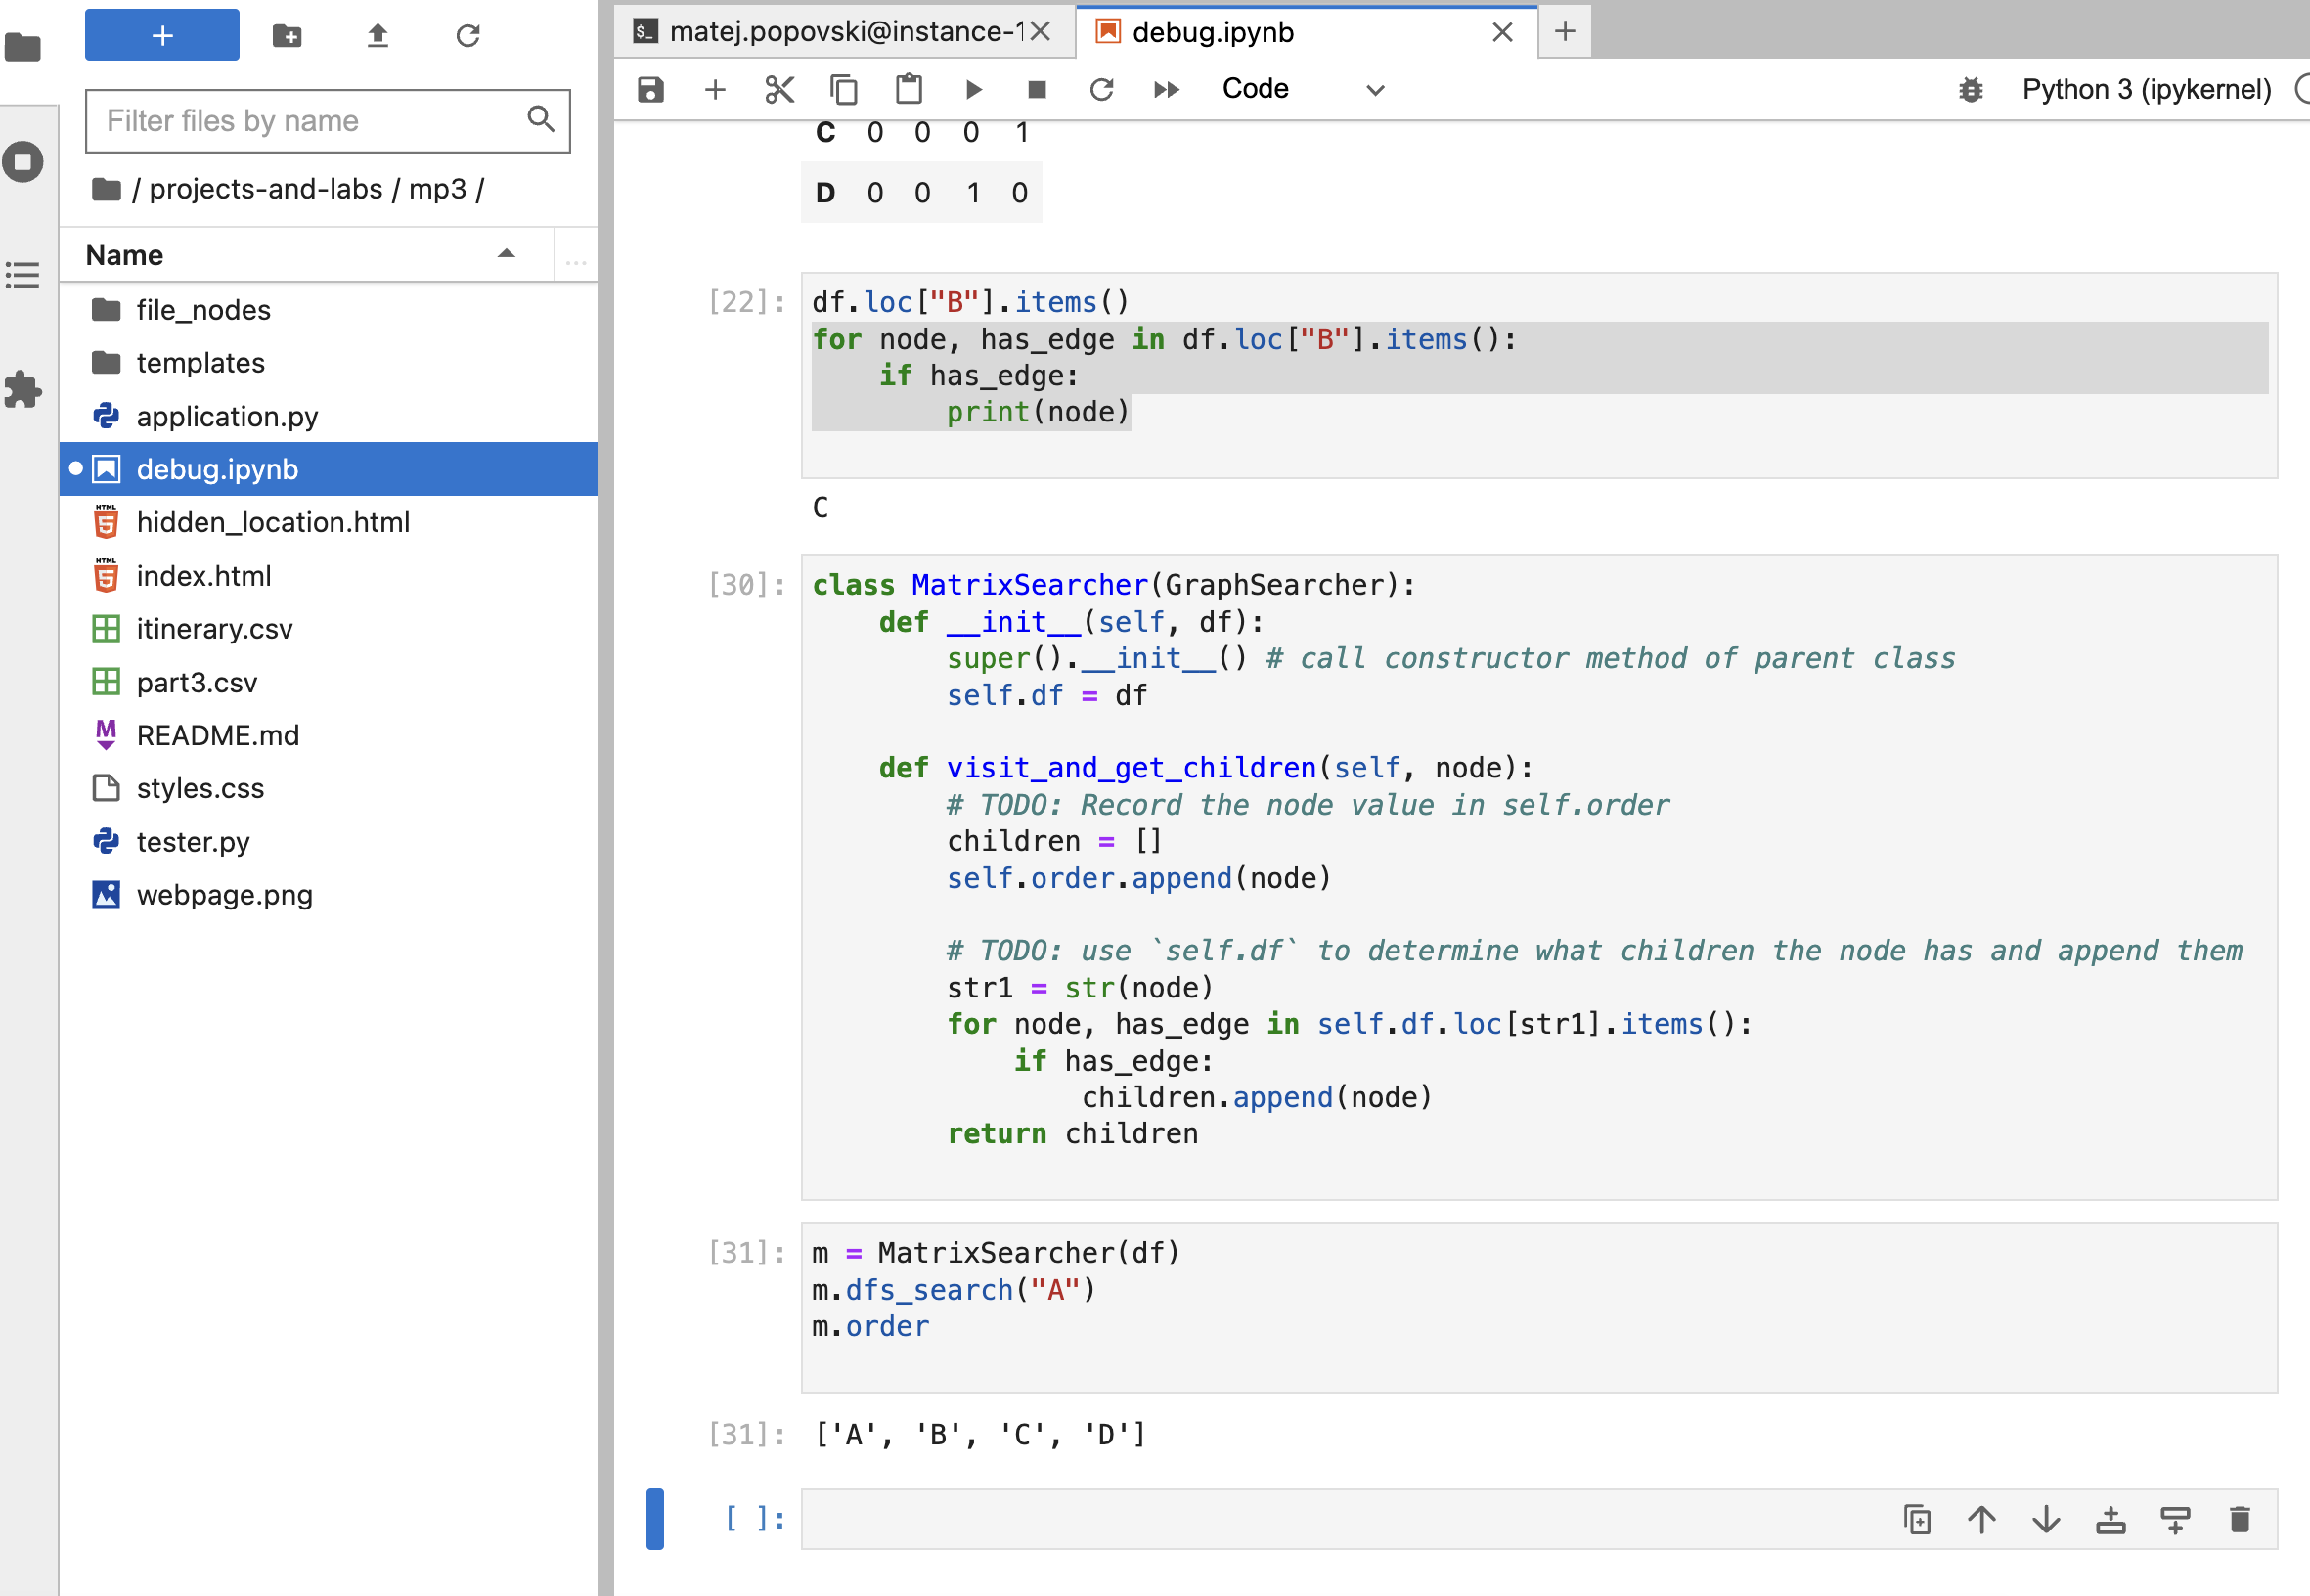 +
Filter files by name
/ projects-and-labs / mp3 /
Name
...
file_nodes
templates
application.py
debug.ipynb
hidden_location.html
index.html
itinerary.csv
part3.csv
README.md
styles.css
tester.py
webpage.png
matej.popovski@instance-1
debug.ipynb
Code
Python 3 (ipykernel)
C 0 0 0 1
D 0 0 1 0
[22]:
df.loc["B"].items()
for node, has_edge in df.loc["B"].items():
    if has_edge:
        print(node)
C
[30]:
class MatrixSearcher(GraphSearcher):
    def __init__(self, df):
        super().__init__() # call constructor method of parent class
        self.df = df
    def visit_and_get_children(self, node):
        # TODO: Record the node value in self.order
        children = []
        self.order.append(node)
        # TODO: use `self.df` to determine what children the node has and append them
        str1 = str(node)
        for node, has_edge in self.df.loc[str1].items():
            if has_edge:
                children.append(node)
        return children
[31]:
m = MatrixSearcher(df)
m.dfs_search("A")
m.order
[31]: ['A', 'B', 'C', 'D']
[ ]: